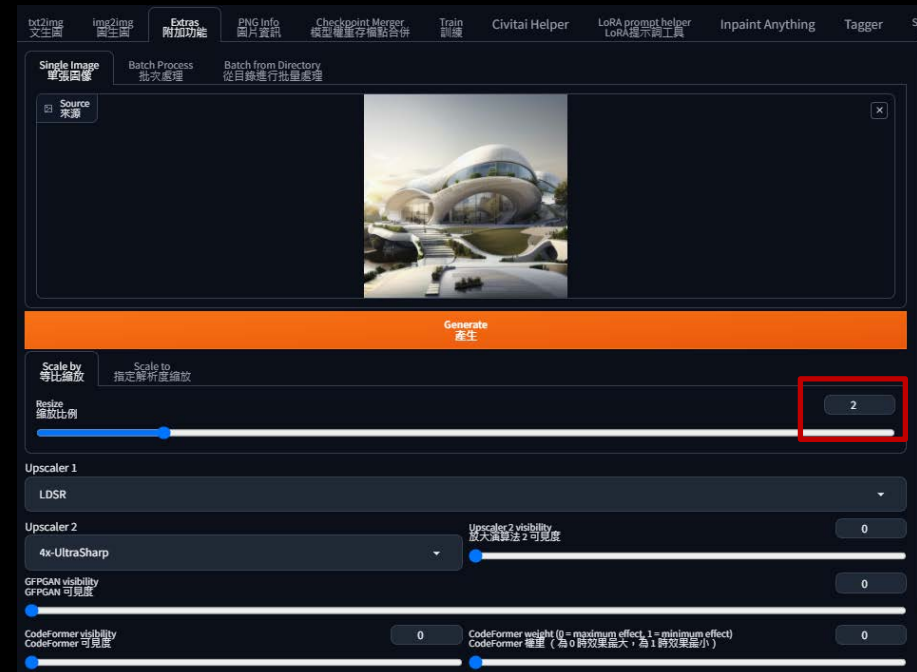 txt2img
文生圖
img2img
圖生圖
Extras
附加功能
PNG Info
圖片資訊
Checkpoint Merger
模型權重存檔點合併
Train
訓練
Civitai Helper
LoRA prompt helper
LoRA提示詞工具
Inpaint Anything
Tagger
S
Single Image
單張圖像
Batch Process
批次處理
Batch from Directory
從目錄進行批量處理
Source
來源
Generate
產生
Scale by
等比縮放
Scale to
指定解析度縮放
Resize
縮放比例
2
Upscaler 1
LDSR
Upscaler 2
4x-UltraSharp
Upscaler 2 visibility
放大演算法 2 可見度
0
GFPGAN visibility
GFPGAN 可見度
0
CodeFormer visibility
CodeFormer 可見度
0
CodeFormer weight (0 = maximum effect, 1 = minimum effect)
CodeFormer 權重（為 0 時效果最大，為 1 時效果最小）
0